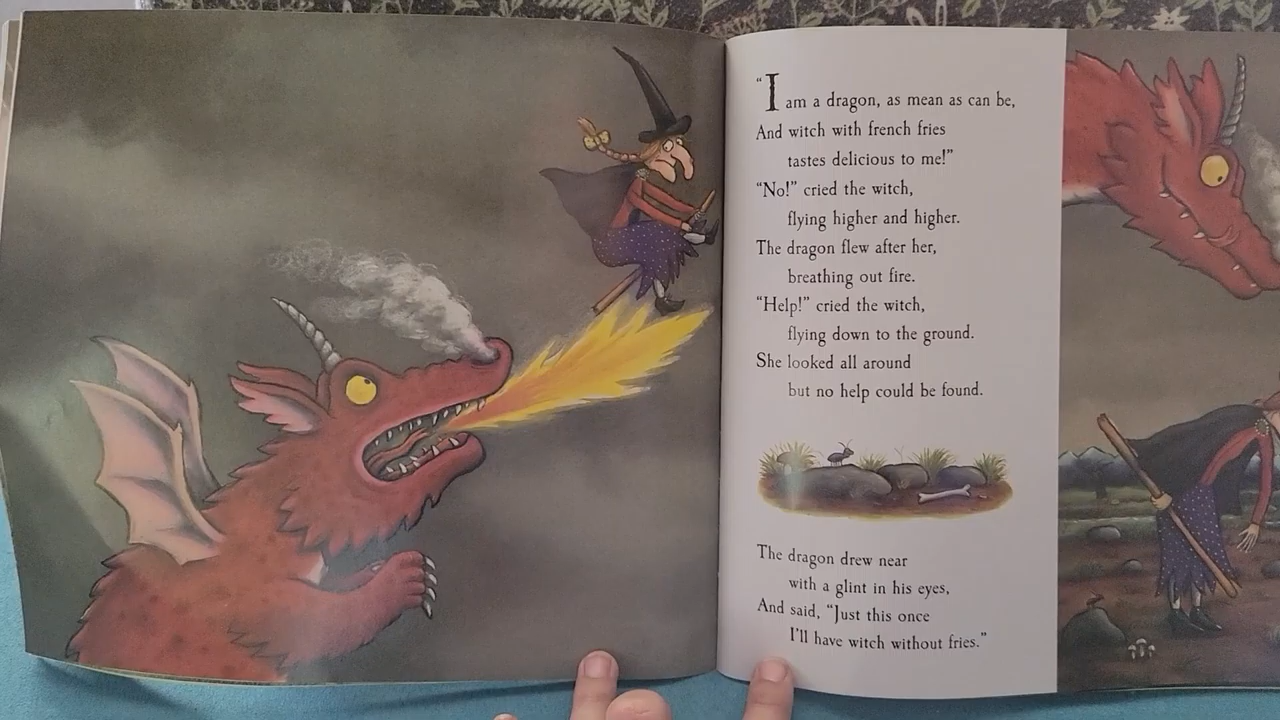 “I am a dragon, as mean as can be,
And witch with french fries
tastes delicious to me!”
“No!” cried the witch,
flying higher and higher.
The dragon flew after her,
breathing out fire.
“Help!” cried the witch,
flying down to the ground.
She looked all around
but no help could be found.
The dragon drew near
with a glint in his eyes,
And said, “Just this once
I’ll have witch without fries.”